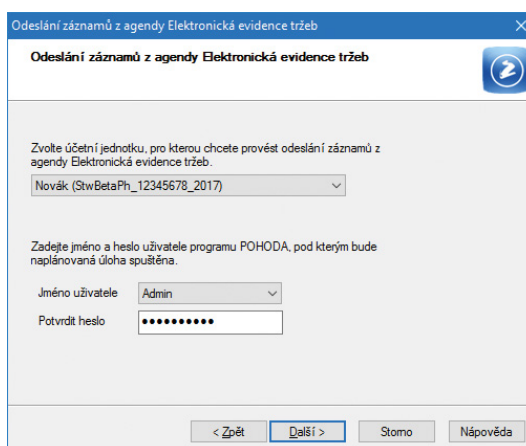 Odeslání záznamů z agendy Elektronická evidence tržeb
Odeslání záznamů z agendy Elektronická evidence tržeb
Zvolte účetní jednotku, pro kterou chcete provést odeslání záznamů z
agendy Elektronická evidence tržeb.
Novák (StwBetaPh_12345678_2017)
Zadejte jméno a heslo uživatele programu POHODA, pod kterým bude
naplánovaná úloha spuštěna.
Jméno uživatele Admin
Potvrdit heslo ●●●●●●●●●●
< Zpět Další > Storno Nápověda